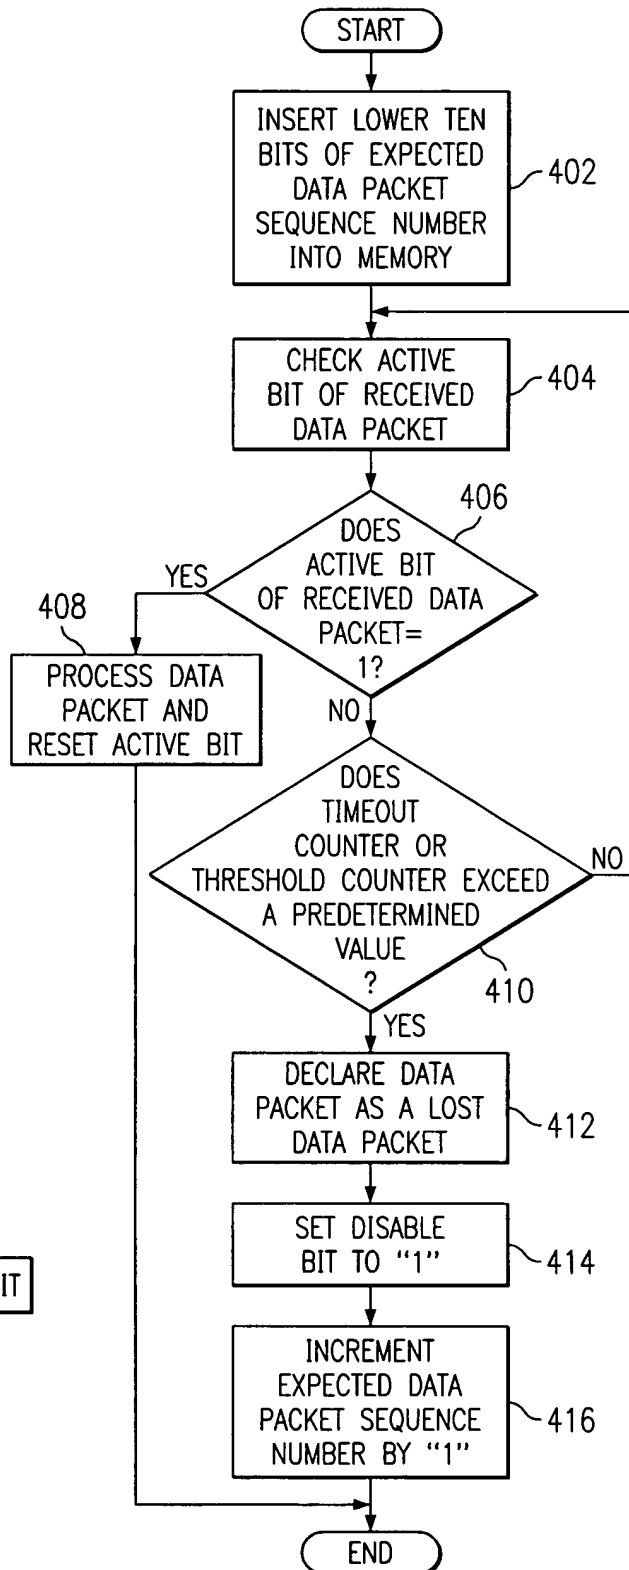 START
INSERT LOWER TEN
BITS OF EXPECTED
DATA PACKET
SEQUENCE NUMBER
INTO MEMORY
402
CHECK ACTIVE
BIT OF RECEIVED
DATA PACKET
404
406
DOES
ACTIVE BIT
OF RECEIVED DATA
PACKET=
1?
YES
408
PROCESS DATA
PACKET AND
RESET ACTIVE BIT
NO
DOES
TIMEOUT
COUNTER OR
THRESHOLD COUNTER EXCEED
A PREDETERMINED
VALUE
?
NO
410
YES
DECLARE DATA
PACKET AS A LOST
DATA PACKET
412
SET DISABLE
BIT TO “1”
414
IT
INCREMENT
EXPECTED DATA
PACKET SEQUENCE
NUMBER BY “1”
416
END